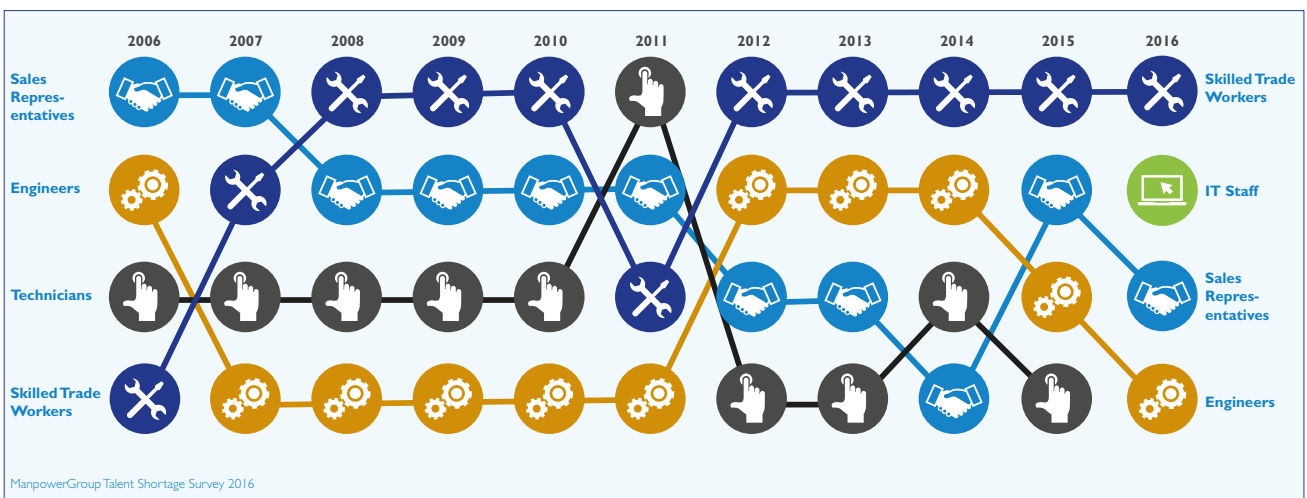 2006 2007 2008 2009 2010 2011 2012 2013 2014 2015 2016
Sales
Repres-
entatives
Engineers
Technicians
Skilled Trade
Workers
Skilled Trade
Workers
IT Staff
Sales
Repres-
entatives
Engineers
ManpowerGroup Talent Shortage Survey 2016